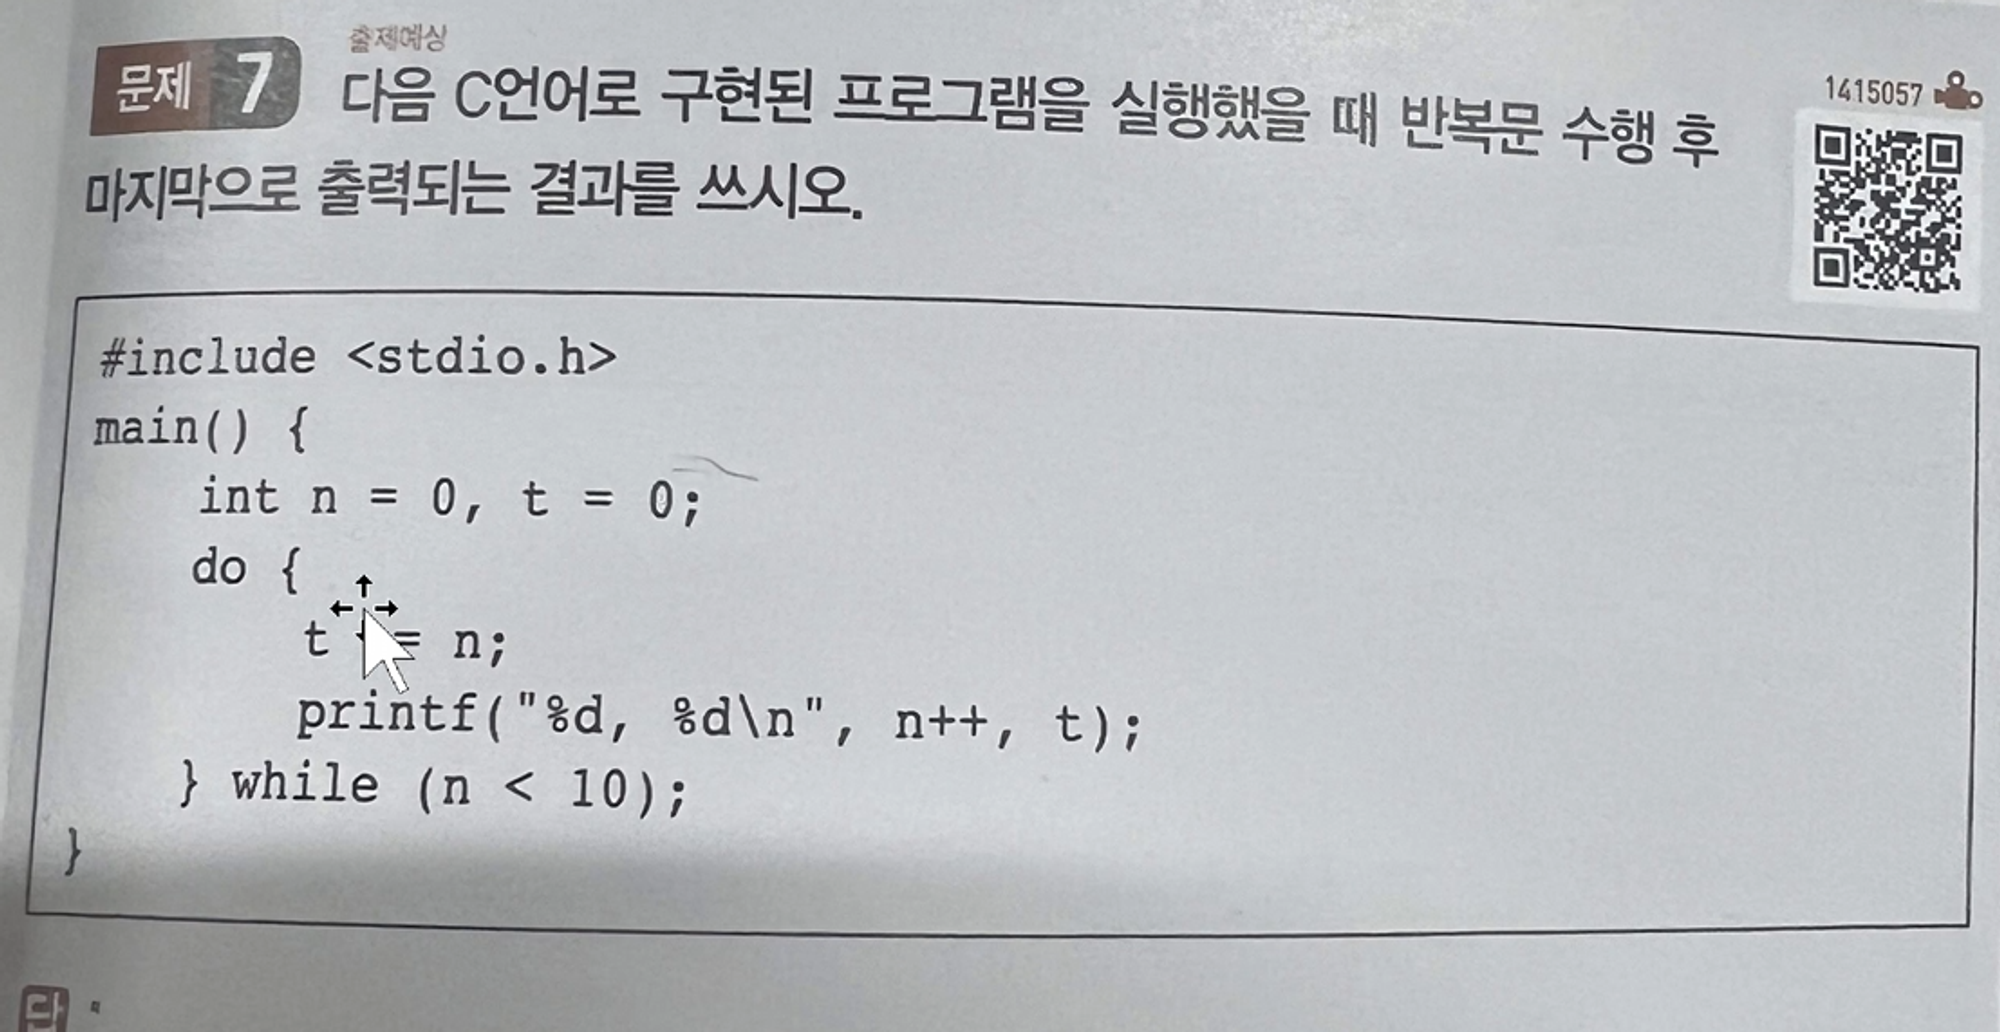 출제예상
문제 7 다음 C언어로 구현된 프로그램을 실행했을 때 반복문 수행 후
1415057
마지막으로 출력되는 결과를 쓰시오.
#include <stdio.h>
main() {
int n = 0, t = 0;
do {
t = n;
printf("%d, %d\n", n++, t);
} while (n < 10);
}
답